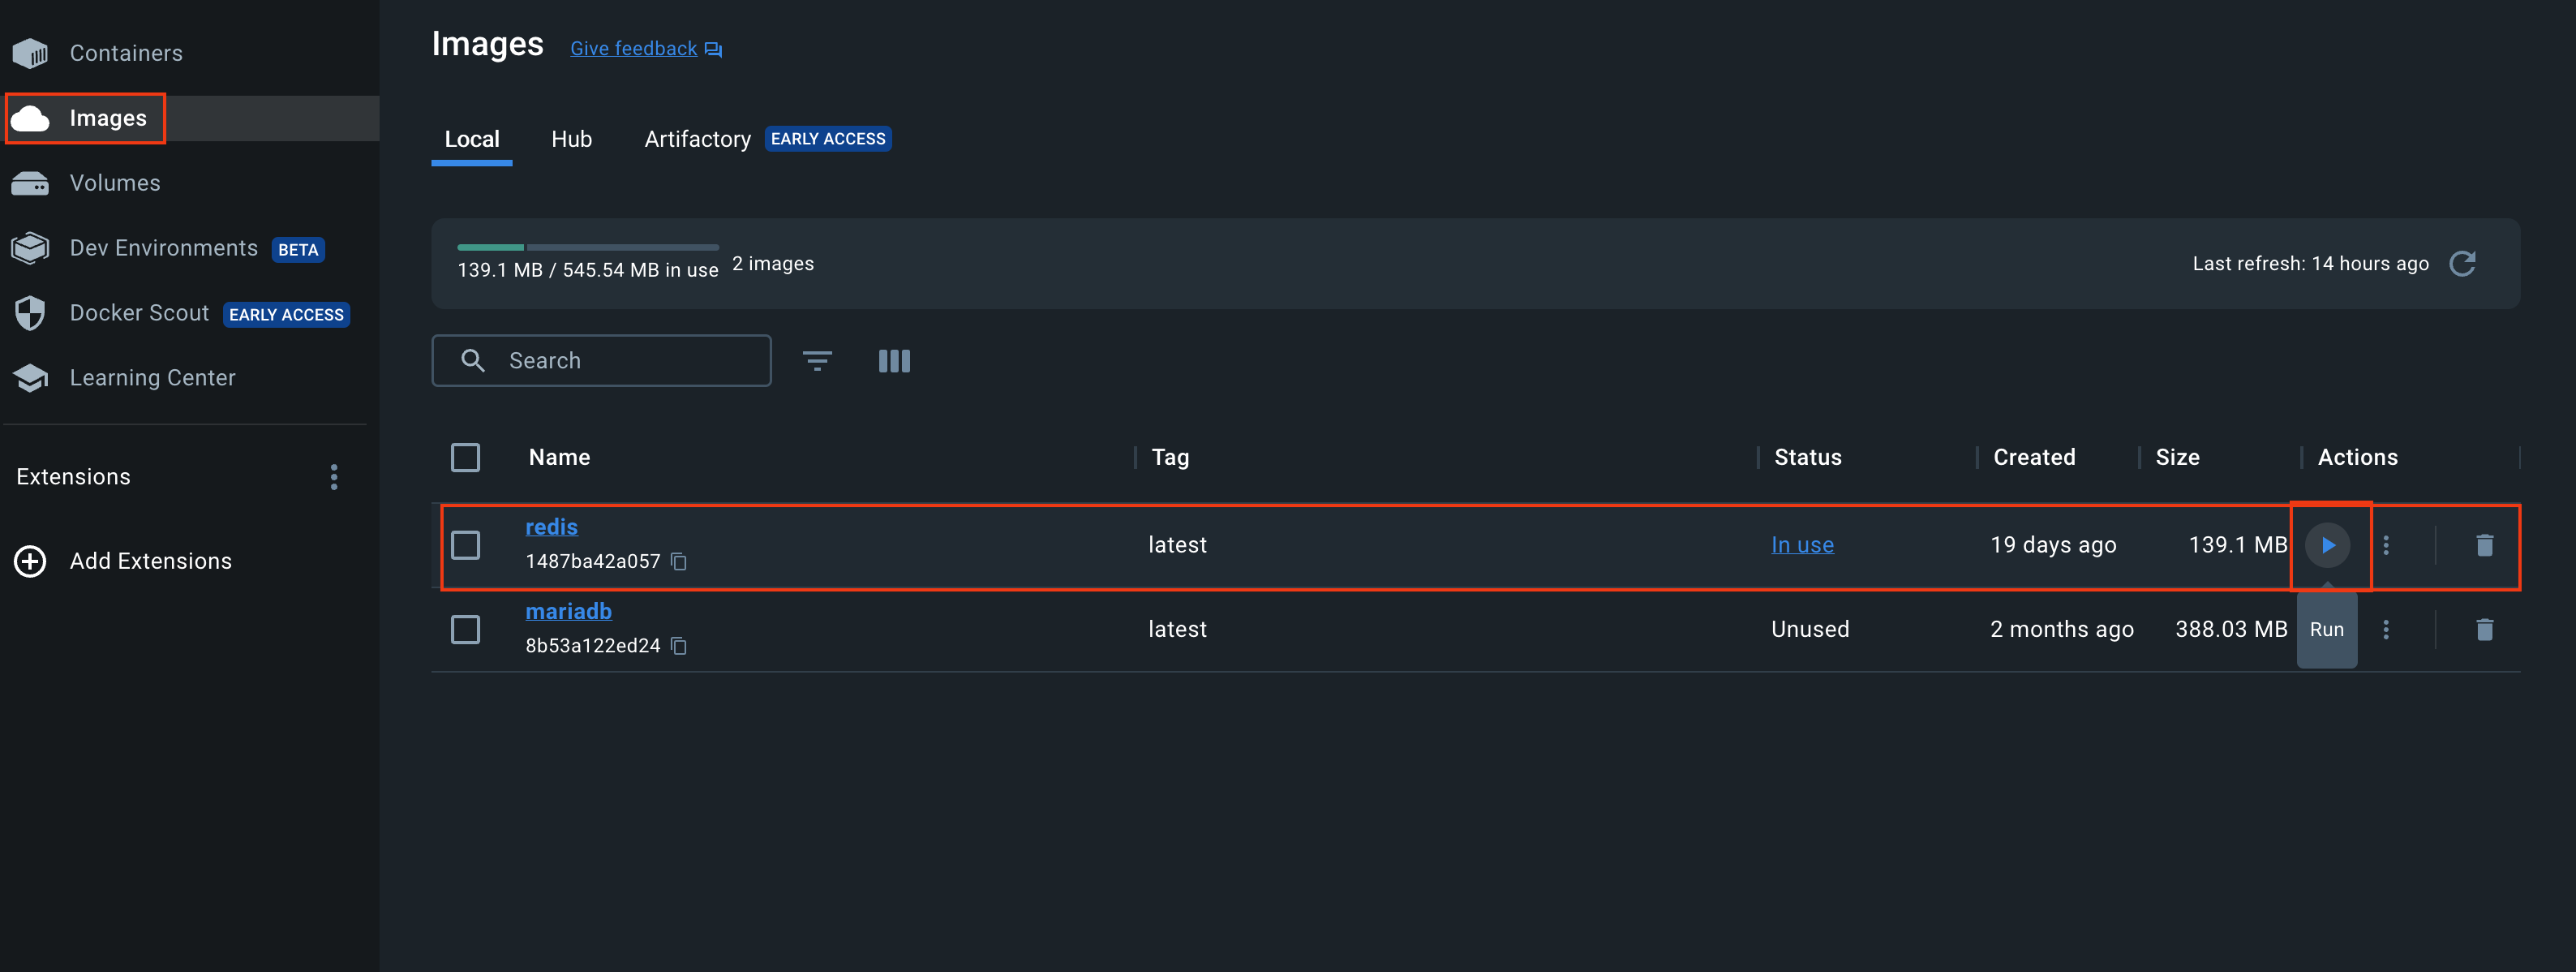 Containers
Images
Volumes
Dev Environments BETA
Docker Scout EARLY ACCESS
Learning Center
Extensions
Add Extensions
Images Give feedback
Local Hub Artifactory EARLY ACCESS
139.1 MB / 545.54 MB in use 2 images Last refresh: 14 hours ago
Search
Name Tag Status Created Size Actions
redis
1487ba42a057 latest In use 19 days ago 139.1 MB
mariadb
8b53a122ed24 latest Unused 2 months ago 388.03 MB Run